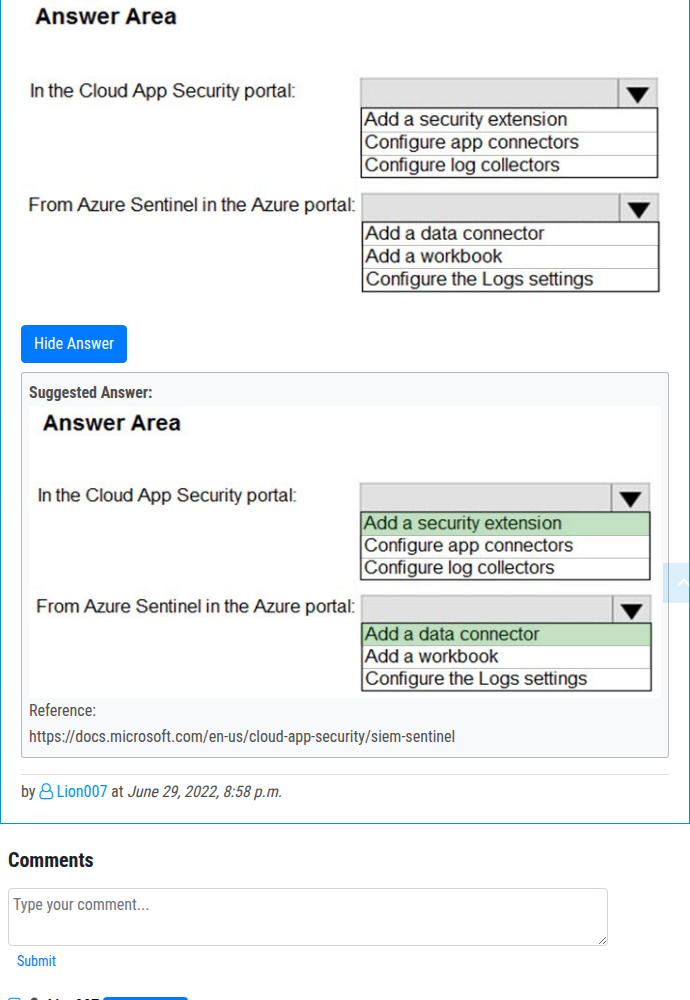 Answer Area
In the Cloud App Security portal:
Add a security extension
Configure app connectors
Configure log collectors
From Azure Sentinel in the Azure portal:
Add a data connector
Add a workbook
Configure the Logs settings
Hide Answer
Suggested Answer:
Answer Area
In the Cloud App Security portal:
Add a security extension
Configure app connectors
Configure log collectors
From Azure Sentinel in the Azure portal:
Add a data connector
Add a workbook
Configure the Logs settings
Reference:
https://docs.microsoft.com/en-us/cloud-app-security/siem-sentinel
by Lion007 at June 29, 2022, 8:58 p.m.
Comments
Type your comment...
Submit